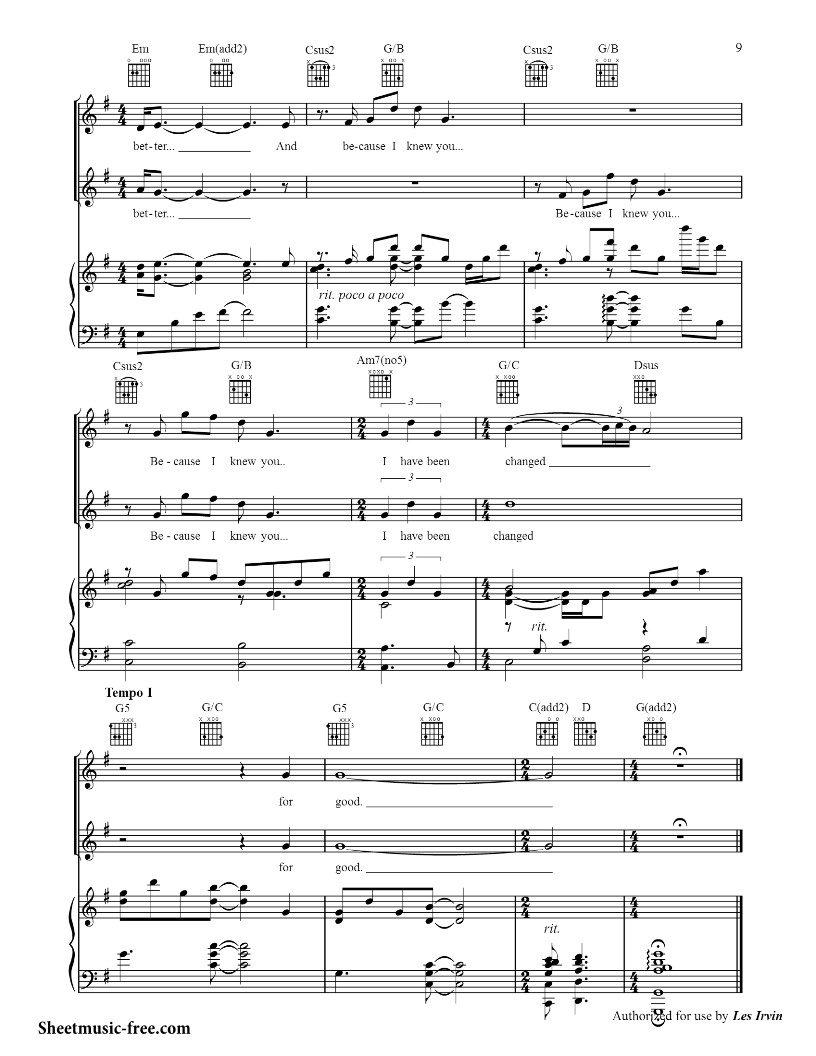 9
Em Em(add2) Csus2 G/B Csus2 G/B
bet-ter... And be-cause I knew you...
bet-ter... Be-cause I knew you...
rit. poco a poco
Csus2 G/B Am7(no5) G/C Dsus
3 3
Be - cause I knew you.. I have been changed
3
Be - cause I knew you... I have been changed
3
rit.
Tempo I
G5 G/C G5 G/C C(add2) D G(add2)
for good.
for good.
rit.
Authorized for use by Les Irvin
Sheetmusic-free.com